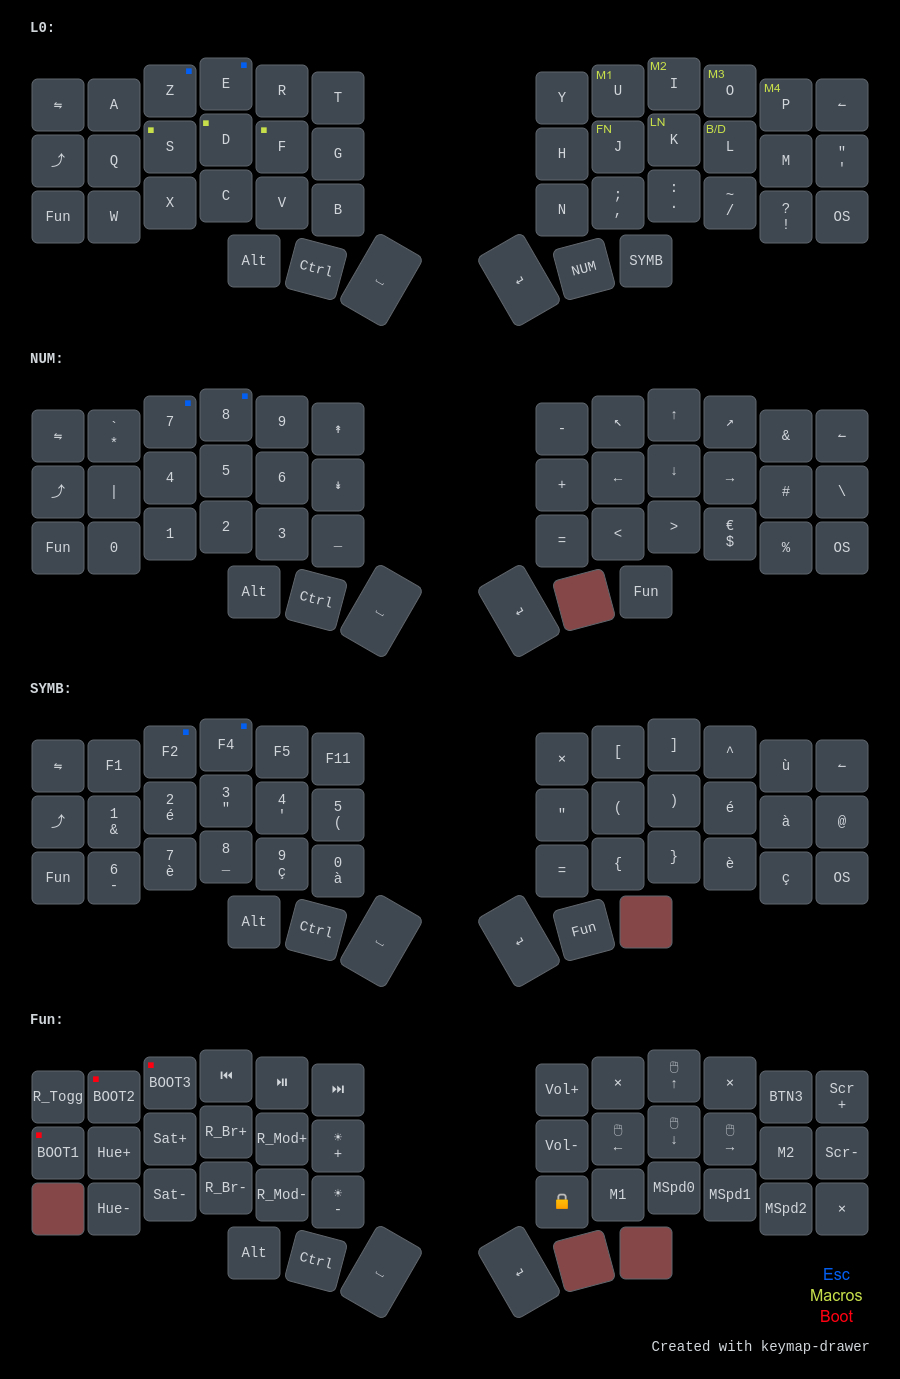 L0:
⇋ A Z E R T Y M1 U M2 I M3 O M4 P ←
⤴ Q S D F G H FN J LN K B/D L M " '
Fun W X C V B N ; , : . ~ / ? ! OS
Alt Ctrl ⎵ ↵ NUM SYMB
NUM:
⇋ ` * 7 8 9 ⇞ - ↖ ↑ ↗ & ←
⤴ | 4 5 6 ⇟ + ← ↓ → # \
Fun 0 1 2 3 _ = < > € $ % OS
Alt Ctrl ⎵ ↵ Fun
SYMB:
⇋ F1 F2 F4 F5 F11 × [ ] ^ ù ←
⤴ 1 & 2 é 3 " 4 ' 5 ( " ( ) é à @
Fun 6 - 7 è 8 _ 9 ç 0 à = { } è ç OS
Alt Ctrl ⎵ ↵ Fun
Fun:
R_Togg BOOT2 BOOT3 ⏮ ⏯ ⏭ Vol+ × 🖱 ↑ × BTN3 Scr +
BOOT1 Hue+ Sat+ R_Br+ R_Mod+ ☀ + Vol- 🖱 ← 🖱 ↓ 🖱 → M2 Scr-
Hue- Sat- R_Br- R_Mod- ☀ - 🔒 M1 MSpd0 MSpd1 MSpd2 ×
Alt Ctrl ⎵ ↵
Esc
Macros
Boot
Created with keymap-drawer